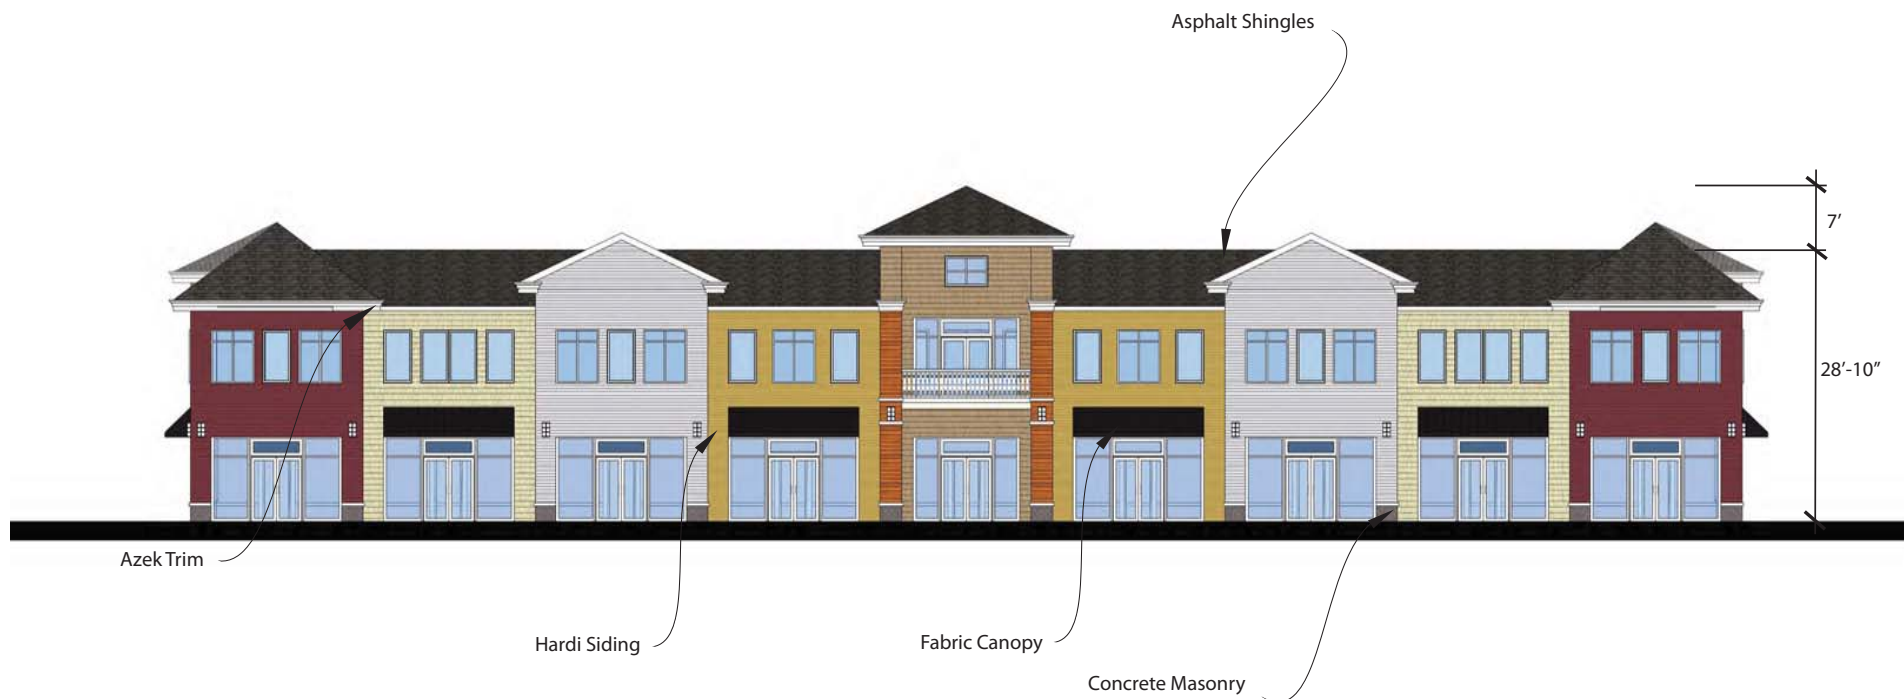 Asphalt Shingles
7’
28’-10”
Azek Trim
Hardi Siding
Fabric Canopy
Concrete Masonry